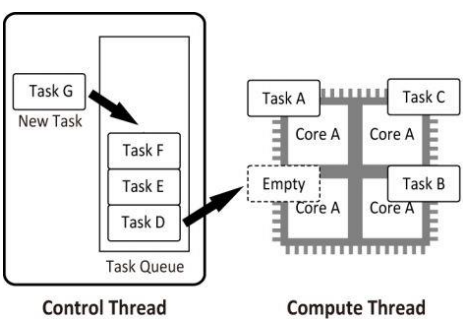 Task G
New Task
Task F
Task E
Task D
Task Queue
Control Thread
Task A
Task C
Core A
Core A
Empty
Task B
Core A
Core A
Compute Thread